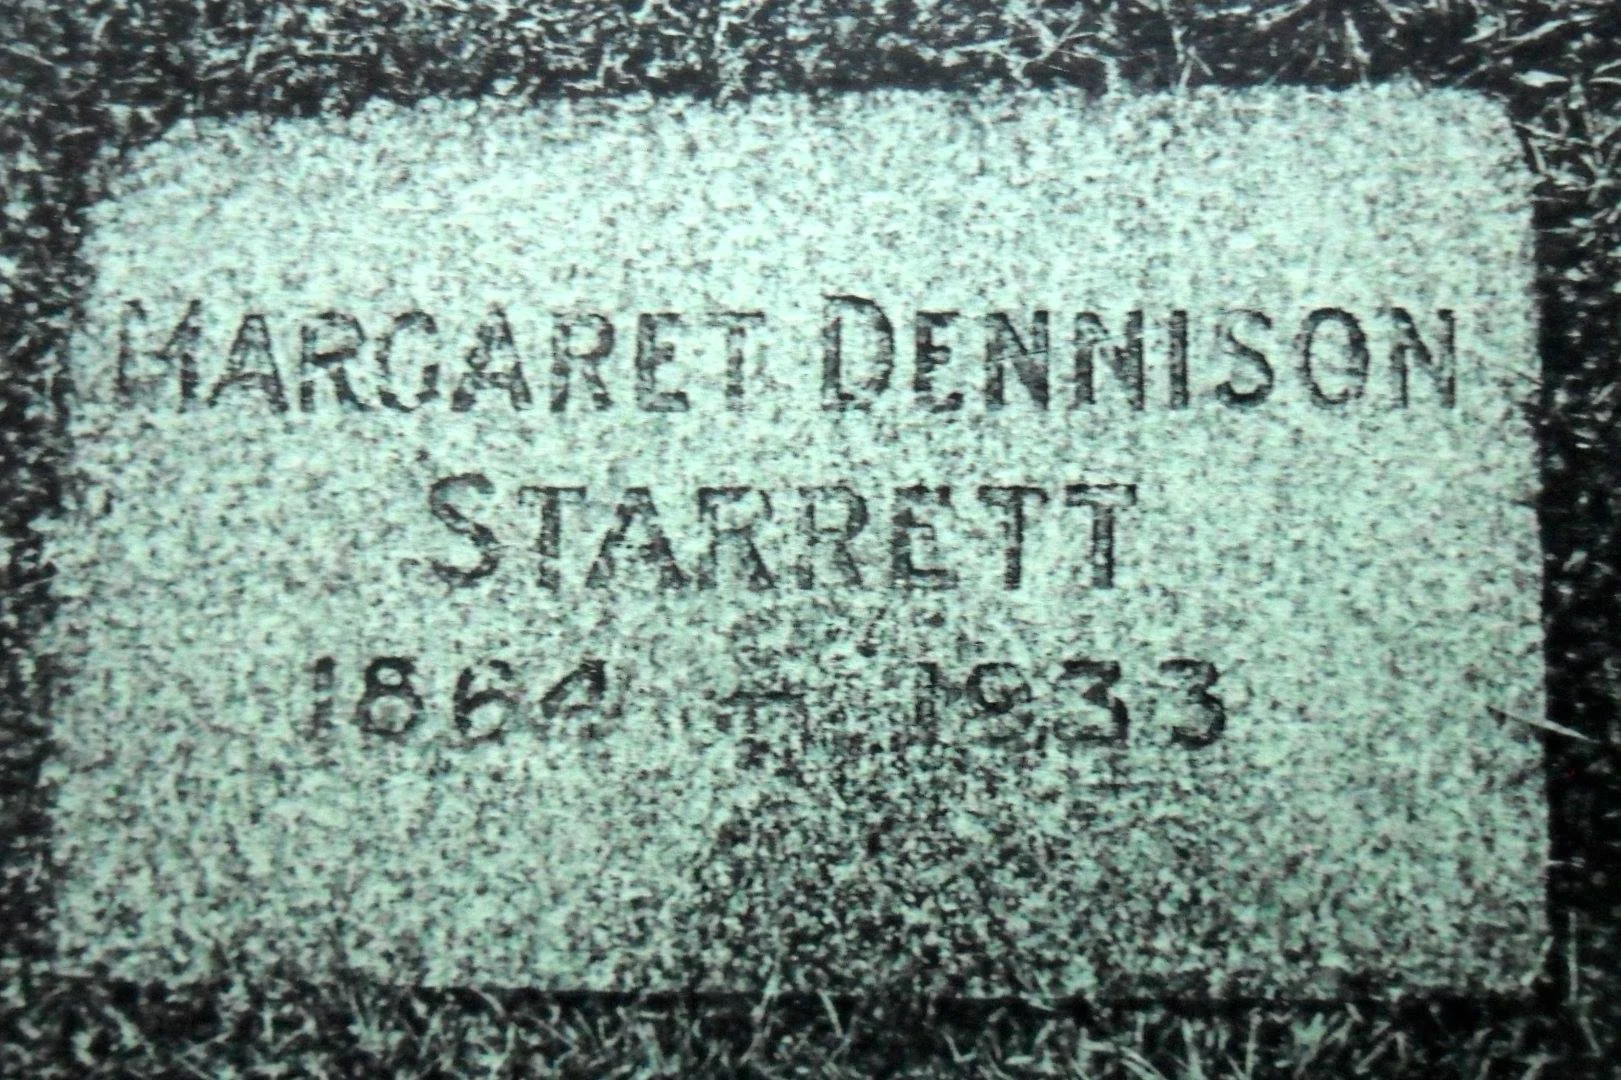 MARGARET DENNISON
STARRETT
1864 - 1933